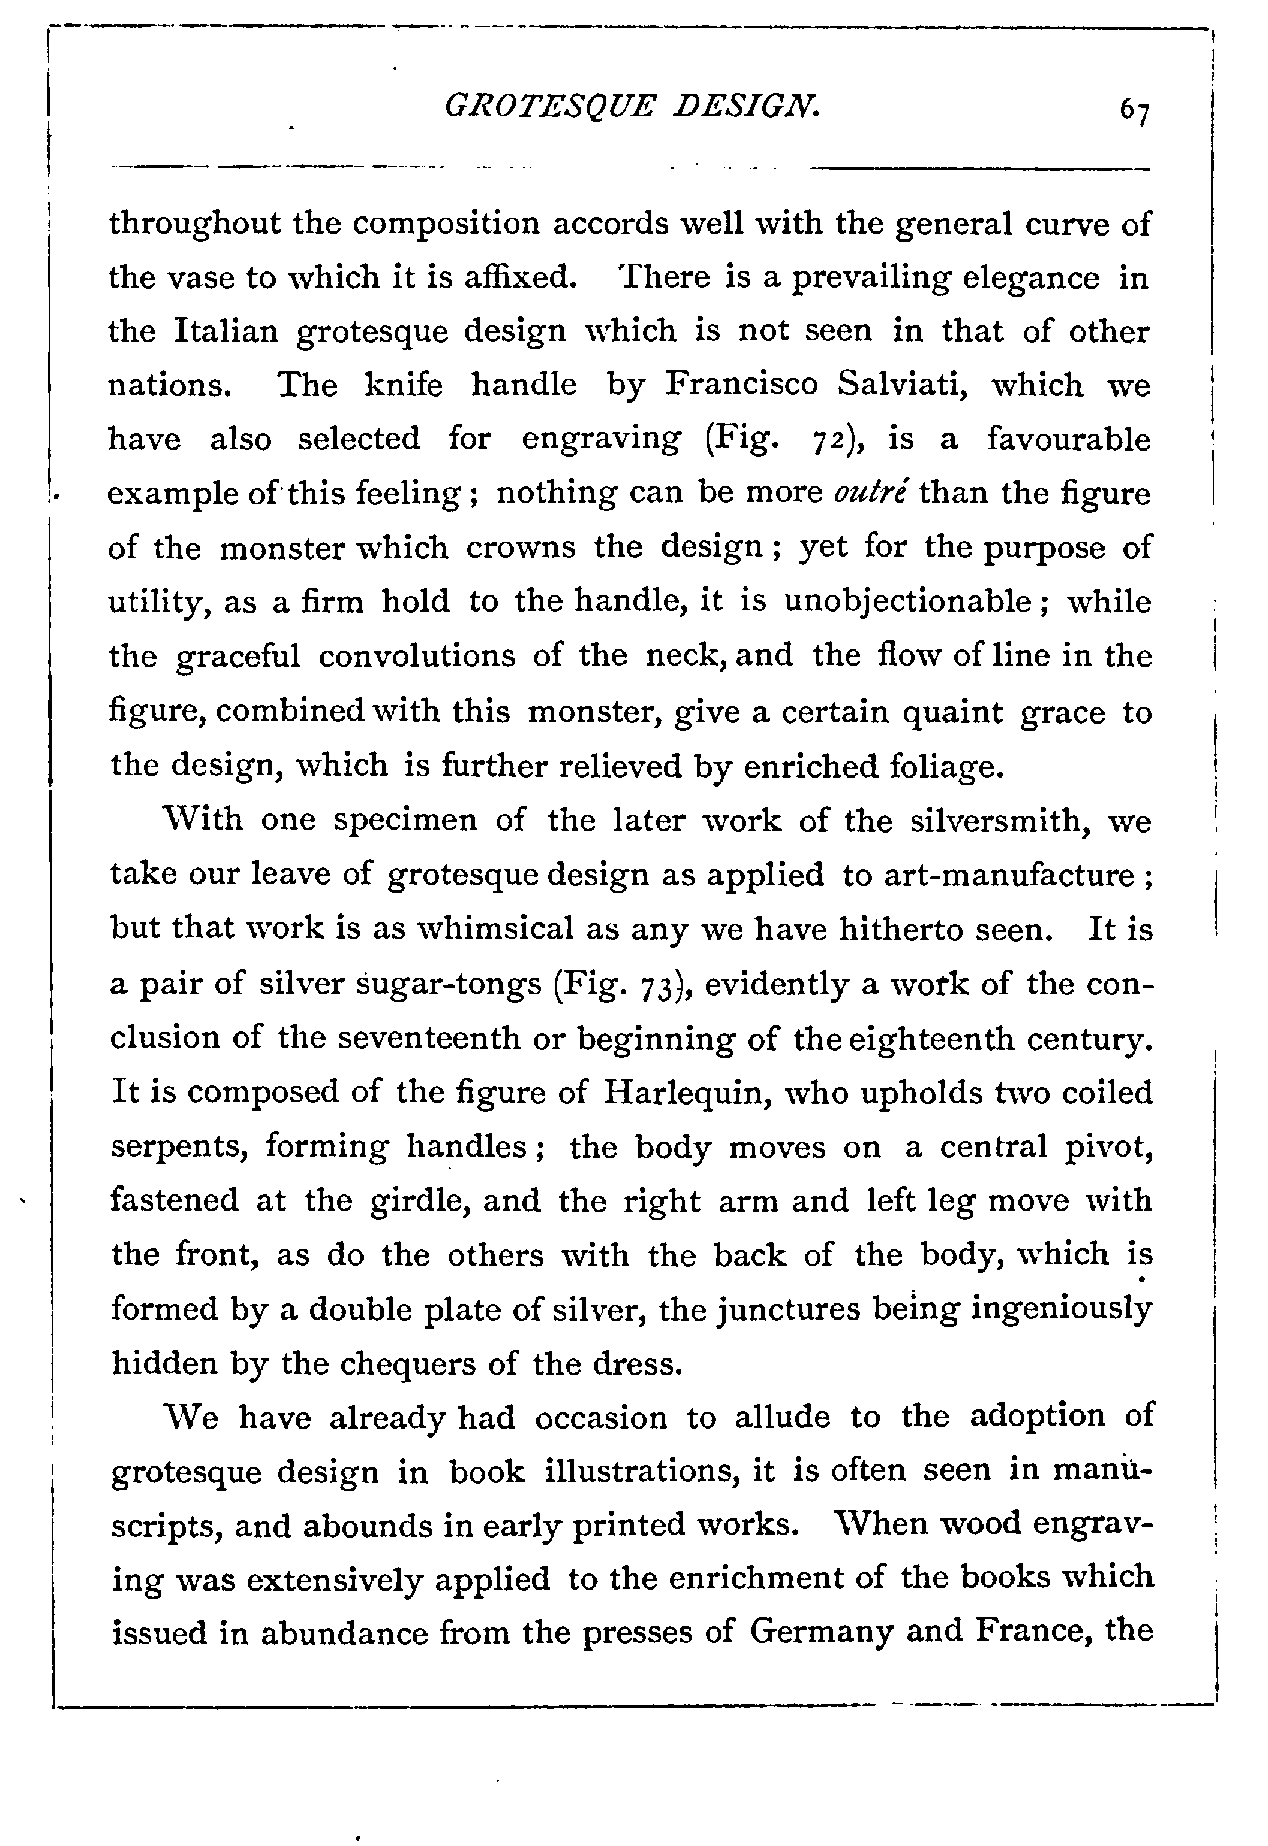 GROTESQUE DESIGN. 67
throughout the composition accords well with the general curve of
the vase to which it is affixed. There is a prevailing elegance in
the Italian grotesque design which is not seen in that of other
nations. The knife handle by Francisco Salviati, which we
have also selected for engraving (Fig. 72), is a favourable
example of this feeling ; nothing can be more outré than the figure
of the monster which crowns the design ; yet for the purpose of
utility, as a firm hold to the handle, it is unobjectionable ; while
the graceful convolutions of the neck, and the flow of line in the
figure, combined with this monster, give a certain quaint grace to
the design, which is further relieved by enriched foliage.
With one specimen of the later work of the silversmith, we
take our leave of grotesque design as applied to art-manufacture ;
but that work is as whimsical as any we have hitherto seen. It is
a pair of silver sugar-tongs (Fig. 73), evidently a work of the con-
clusion of the seventeenth or beginning of the eighteenth century.
It is composed of the figure of Harlequin, who upholds two coiled
serpents, forming handles ; the body moves on a central pivot,
fastened at the girdle, and the right arm and left leg move with
the front, as do the others with the back of the body, which is
formed by a double plate of silver, the junctures being ingeniously
hidden by the chequers of the dress.
We have already had occasion to allude to the adoption of
grotesque design in book illustrations, it is often seen in manu-
scripts, and abounds in early printed works. When wood engrav-
ing was extensively applied to the enrichment of the books which
issued in abundance from the presses of Germany and France, the